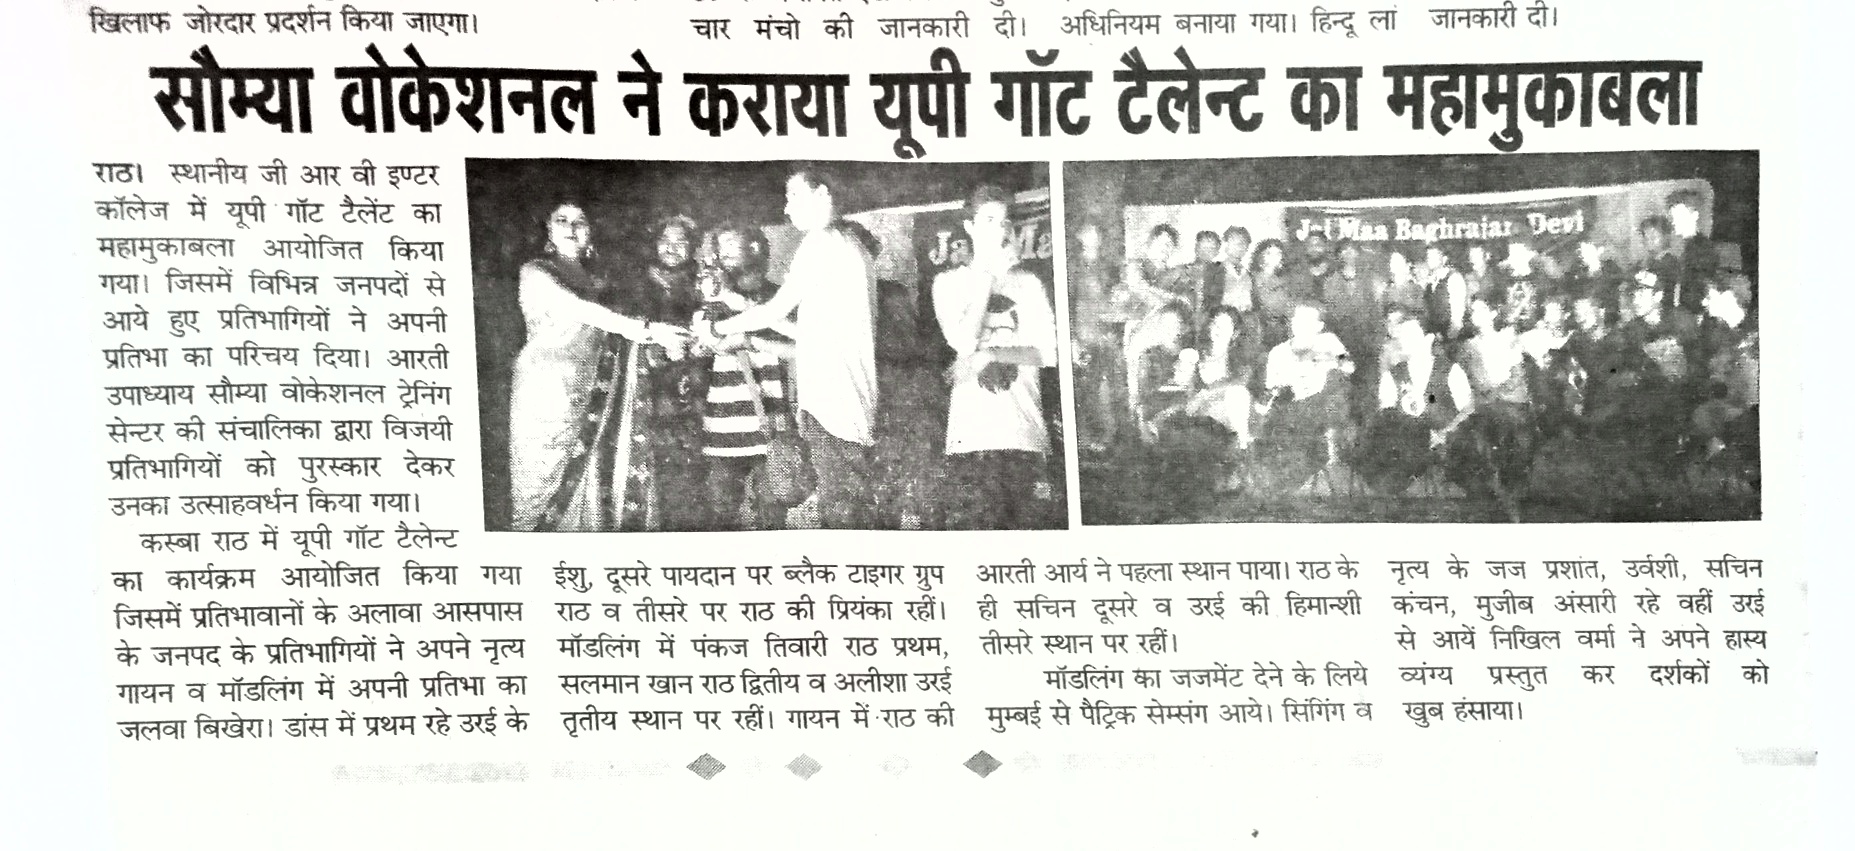 खिलाफ जोरदार प्रदर्शन किया जाएगा।
चार मंचो की जानकारी दी।
अधिनियम बनाया गया। हिन्दू लां
जानकारी दी।
सौम्या वोकेशनल ने कराया यूपी गॉट टैलेन्ट का महामुकाबला
राठ। स्थानीय जी आर वी इण्टर
कॉलेज में यूपी गॉट टैलेंट का
महामुकाबला आयोजित किया
गया। जिसमें विभिन्न जनपदों से
आये हुए प्रतिभागियों ने अपनी
प्रतिभा का परिचय दिया। आरती
उपाध्याय सौम्या वोकेशनल ट्रेनिंग
सेन्टर की संचालिका द्वारा विजयी
प्रतिभागियों को पुरस्कार देकर
उनका उत्साहवर्धन किया गया।
कस्बा राठ में यूपी गॉट टैलेन्ट
का कार्यक्रम आयोजित किया गया
जिसमें प्रतिभावानों के अलावा आसपास
के जनपद के प्रतिभागियों ने अपने नृत्य
गायन व मॉडलिंग में अपनी प्रतिभा का
जलवा बिखेरा। डांस में प्रथम रहे उरई के
ईशु, दूसरे पायदान पर ब्लैक टाइगर ग्रुप
राठ व तीसरे पर राठ की प्रियंका रहीं।
मॉडलिंग में पंकज तिवारी राठ प्रथम,
सलमान खान राठ द्वितीय व अलीशा उरई
तृतीय स्थान पर रहीं। गायन में राठ की
आरती आर्य ने पहला स्थान पाया। राठ के
ही सचिन दूसरे व उरई की हिमान्शी
तीसरे स्थान पर रहीं।
मॉडलिंग का जजमेंट देने के लिये
मुम्बई से पैट्रिक सेम्संग आये। सिंगिंग व
नृत्य के जज प्रशांत, उर्वशी, सचिन
कंचन, मुजीब अंसारी रहे वहीं उरई
से आयें निखिल वर्मा ने अपने हास्य
व्यंग्य प्रस्तुत कर दर्शकों को
खुब हंसाया।
Ja Ma
Jai Maa Baghrajan Devi